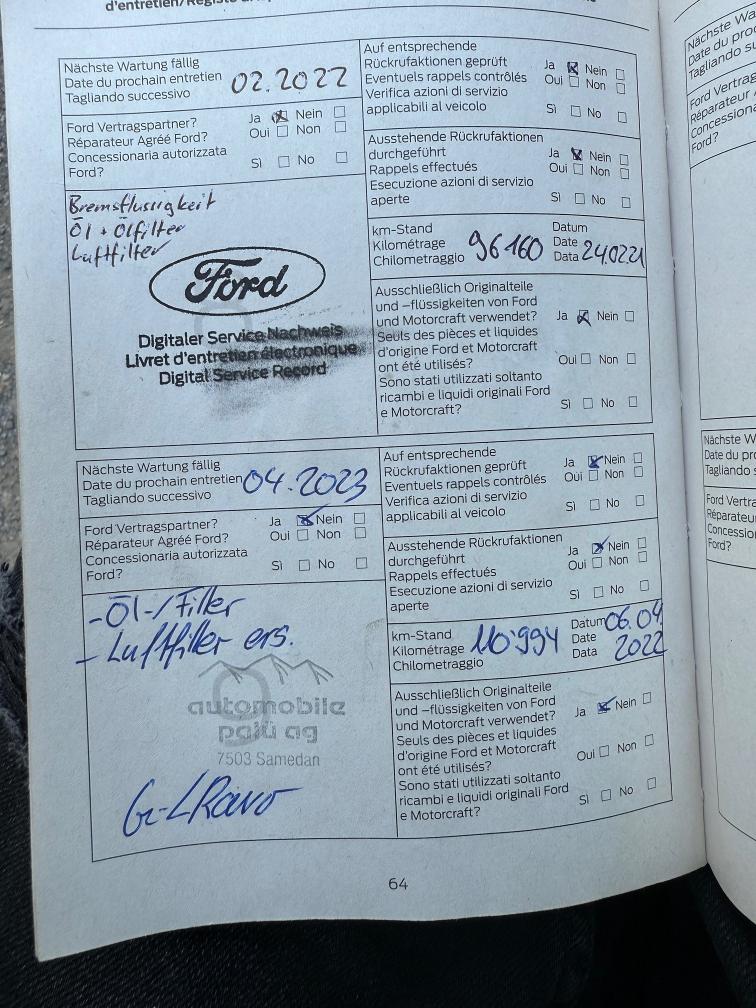 d'entretien/Registo
Nächste Wartung fällig
Date du prochain entretien
Tagliando successivo
02.2022
Ford Vertragspartner?
Réparateur Agréé Ford?
Concessionaria autorizzata
Ford?
Ja Nein
Oui Non
Sì No
Bremsflussigkeit
Öl + Ölfilter
Luftfilter
Ford
Digitaler Service Nachweis
Livret d'entretien électronique
Digital Service Record
Auf entsprechende
Rückrufaktionen geprüft
Eventuels rappels contrôlés
Verifica azioni di servizio
applicabili al veicolo
Ja Nein
Oui Non
Sì No
Ausstehende Rückrufaktionen
durchgeführt
Rappels effectués
Esecuzione azioni di servizio
aperte
Ja Nein
Oui Non
Sì No
km-Stand
Kilométrage
Chilometraggio
96160
Datum
Date
Data
24.02.21
Ausschließlich Originalteile
und –flüssigkeiten von Ford
und Motorcraft verwendet?
Seuls des pièces et liquides
d'origine Ford et Motorcraft
ont été utilisés?
Sono stati utilizzati soltanto
ricambi e liquidi originali Ford
e Motorcraft?
Ja Nein
Oui Non
Sì No
Nächste Wartung fällig
Date du prochain entretien
Tagliando successivo
04.2023
Ford Vertragspartner?
Réparateur Agréé Ford?
Concessionaria autorizzata
Ford?
Ja Nein
Oui Non
Sì No
-Öl-/Filter
- Luftfilter ers.
automobile
palü ag
7503 Samedan
Auf entsprechende
Rückrufaktionen geprüft
Eventuels rappels contrôlés
Verifica azioni di servizio
applicabili al veicolo
Ja Nein
Oui Non
Sì No
Ausstehende Rückrufaktionen
durchgeführt
Rappels effectués
Esecuzione azioni di servizio
aperte
Ja Nein
Oui Non
Sì No
km-Stand
Kilométrage
Chilometraggio
110'994
Datum
Date
Data
06.04.
2022
Ausschließlich Originalteile
und –flüssigkeiten von Ford
und Motorcraft verwendet?
Seuls des pièces et liquides
d'origine Ford et Motorcraft
ont été utilisés?
Sono stati utilizzati soltanto
ricambi e liquidi originali Ford
e Motorcraft?
Ja Nein
Oui Non
Sì No
64
Nächste Wartun
Date du prochain
Tagliando success
Ford Vertrag
Réparateur A
Concessiona
Ford?
Nächste W
Date du pr
Tagliando
Ford Vert
Réparateu
Concessio
Ford?